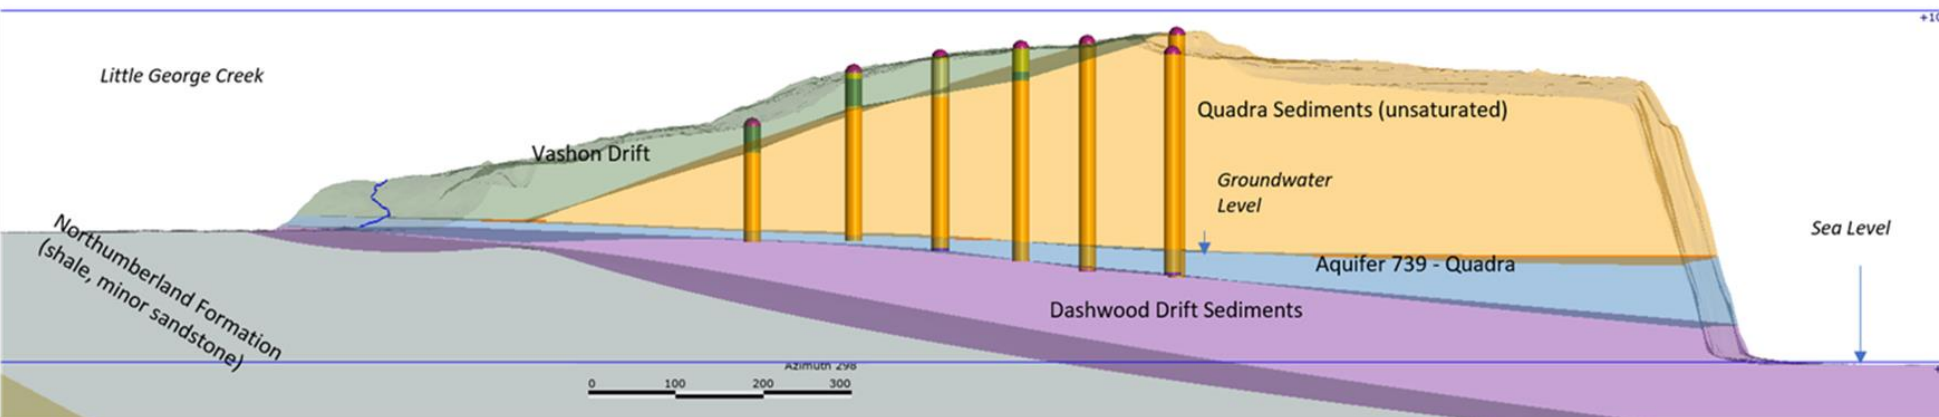 +10
Little George Creek
Quadra Sediments (unsaturated)
Vashon Drift
Groundwater
Level
Northumberland Formation
(shale, minor sandstone)
Sea Level
Aquifer 739 - Quadra
Dashwood Drift Sediments
Azimuth 298
0 100 200 300